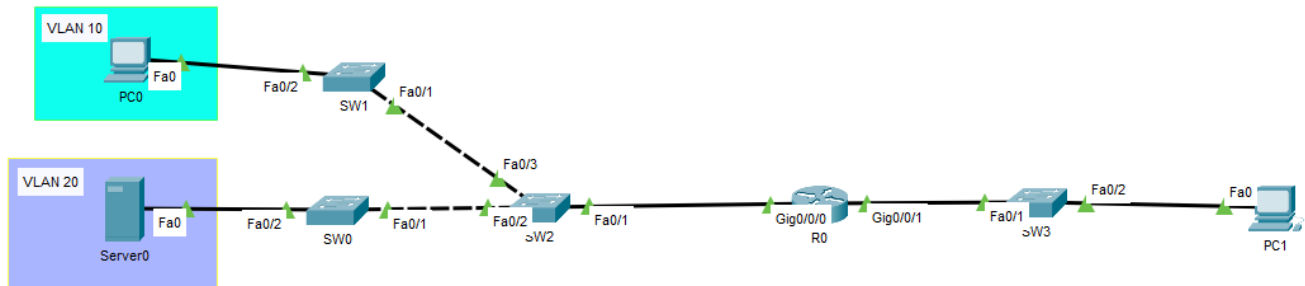 VLAN 10
Fa0
PC0
Fa0/2
SW1
Fa0/1
Fa0/3
VLAN 20
Fa0
Server0
Fa0/2
SW0
Fa0/1
Fa0/2
SW2
Fa0/1
Gig0/0/0
R0
Gig0/0/1
Fa0/1
SW3
Fa0/2
Fa0
PC1